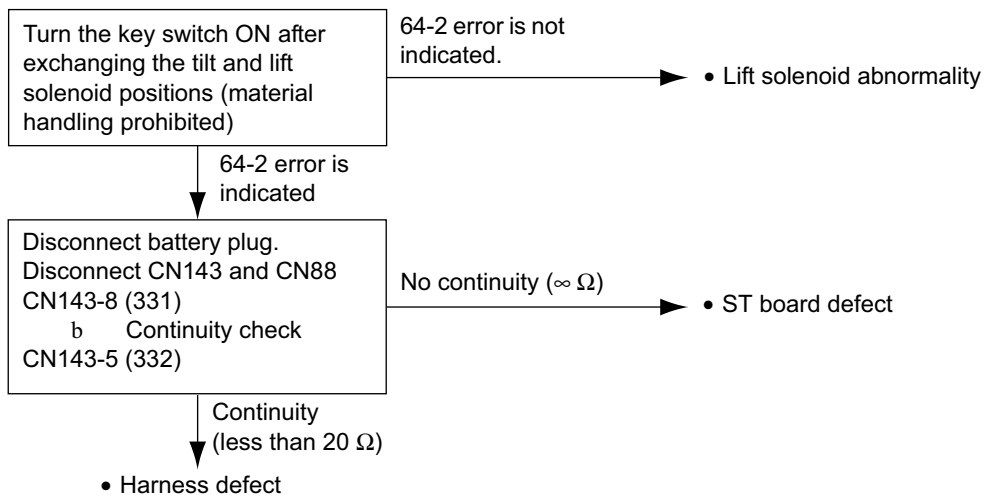 Turn the key switch ON after
exchanging the tilt and lift
solenoid positions (material
handling prohibited)
64-2 error is not
indicated.
• Lift solenoid abnormality
64-2 error is
indicated
Disconnect battery plug.
Disconnect CN143 and CN88
CN143-8 (331)
b Continuity check
CN143-5 (332)
No continuity (∞ Ω)
• ST board defect
Continuity
(less than 20 Ω)
• Harness defect